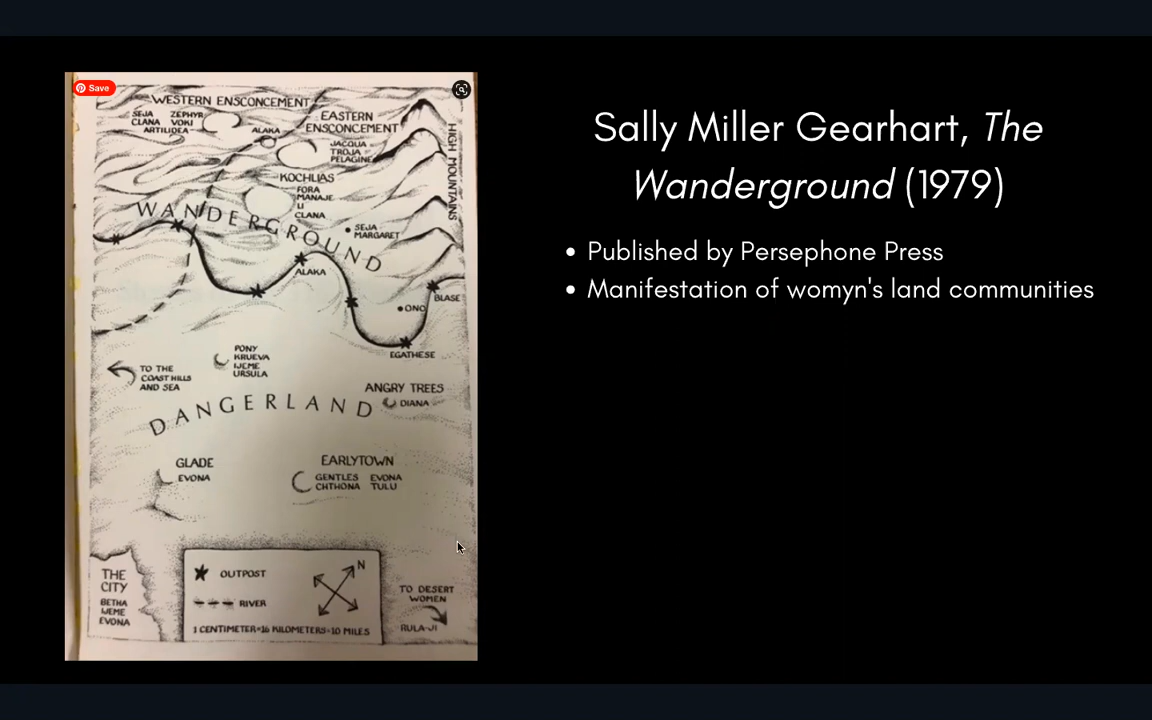 Save
WESTERN ENSCONCEMENT
SEJA ZEPHYR
CLANA VOKI
ARTILIDEA
ALAKA
EASTERN
ENSCONCEMENT
JACQUA
TROJA
PELAGINE
HIGH MOUNTAINS
KOCHLIAS
FORA
MANAJE
LI
CLANA
WANDERGROUND
SEJA
MARGARET
ALAKA
BLASE
ONO
EGATHESE
PONY
KRUEVA
IJEME
URSULA
TO THE
COAST HILLS
AND SEA
ANGRY TREES
DIANA
DANGERLAND
GLADE
EVONA
EARLYTOWN
GENTLES EVONA
CHTHONA TULU
THE
CITY
BETHA
IJEME
EVONA
OUTPOST
N
RIVER
1 CENTIMETER=16 KILOMETERS=10 MILES
TO DESERT
WOMEN
RULA-JI
Sally Miller Gearhart, The
Wanderground (1979)
• Published by Persephone Press
• Manifestation of womyn's land communities